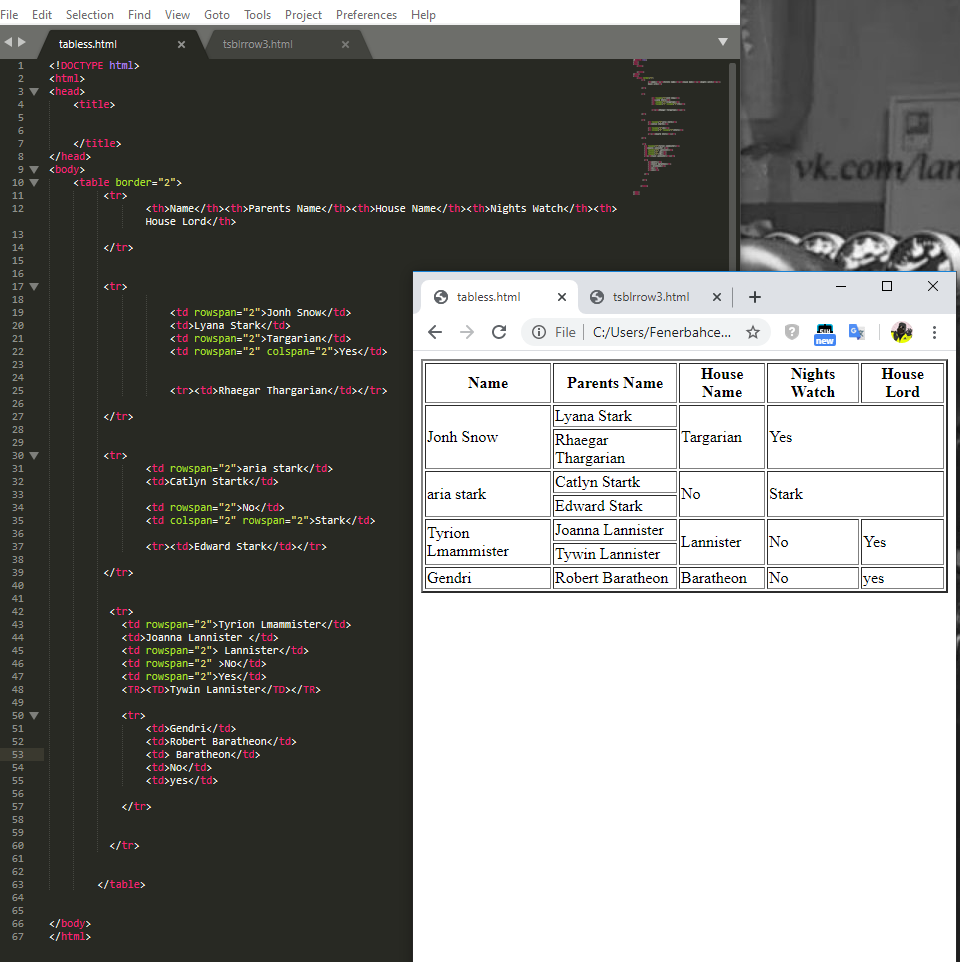 File Edit Selection Find View Goto Tools Project Preferences Help
tabless.html × tsblrrow3.html ×
1 <!DOCTYPE html>
2 <html>
3 <head>
4 <title>
5
6
7 </title>
8 </head>
9 <body>
10 <table border="2">
11 <tr>
12 <th>Name</th><th>Parents Name</th><th>House Name</th><th>Nights Watch</th><th>
House Lord</th>
13
14 </tr>
15
16
17 <tr>
18
19 <td rowspan="2">Jonh Snow</td>
20 <td>Lyana Stark</td>
21 <td rowspan="2">Targarian</td>
22 <td rowspan="2" colspan="2">Yes</td>
23
24
25 <tr><td>Rhaegar Thargarian</td></tr>
26
27 </tr>
28
29
30 <tr>
31 <td rowspan="2">aria stark</td>
32 <td>Catlyn Startk</td>
33
34 <td rowspan="2">No</td>
35 <td colspan="2" rowspan="2">Stark</td>
36
37 <tr><td>Edward Stark</td></tr>
38
39 </tr>
40
41
42 <tr>
43 <td rowspan="2">Tyrion Lmammister</td>
44 <td>Joanna Lannister </td>
45 <td rowspan="2"> Lannister</td>
46 <td rowspan="2" >No</td>
47 <td rowspan="2">Yes</td>
48 <TR><TD>Tywin Lannister</TD></TR>
49
50 <tr>
51 <td>Gendri</td>
52 <td>Robert Baratheon</td>
53 <td> Baratheon</td>
54 <td>No</td>
55 <td>yes</td>
56
57 </tr>
58
59
60 </tr>
61
62
63 </table>
64
65
66 </body>
67 </html>
vk.com/lan
tabless.html × tsblrrow3.html ×
File C:/Users/Fenerbahce...
new
Name Parents Name House Name Nights Watch House Lord
Jonh Snow Lyana Stark Targarian Yes
Rhaegar Thargarian
aria stark Catlyn Startk No Stark
Edward Stark
Tyrion Lmammister Joanna Lannister Lannister No Yes
Tywin Lannister
Gendri Robert Baratheon Baratheon No yes